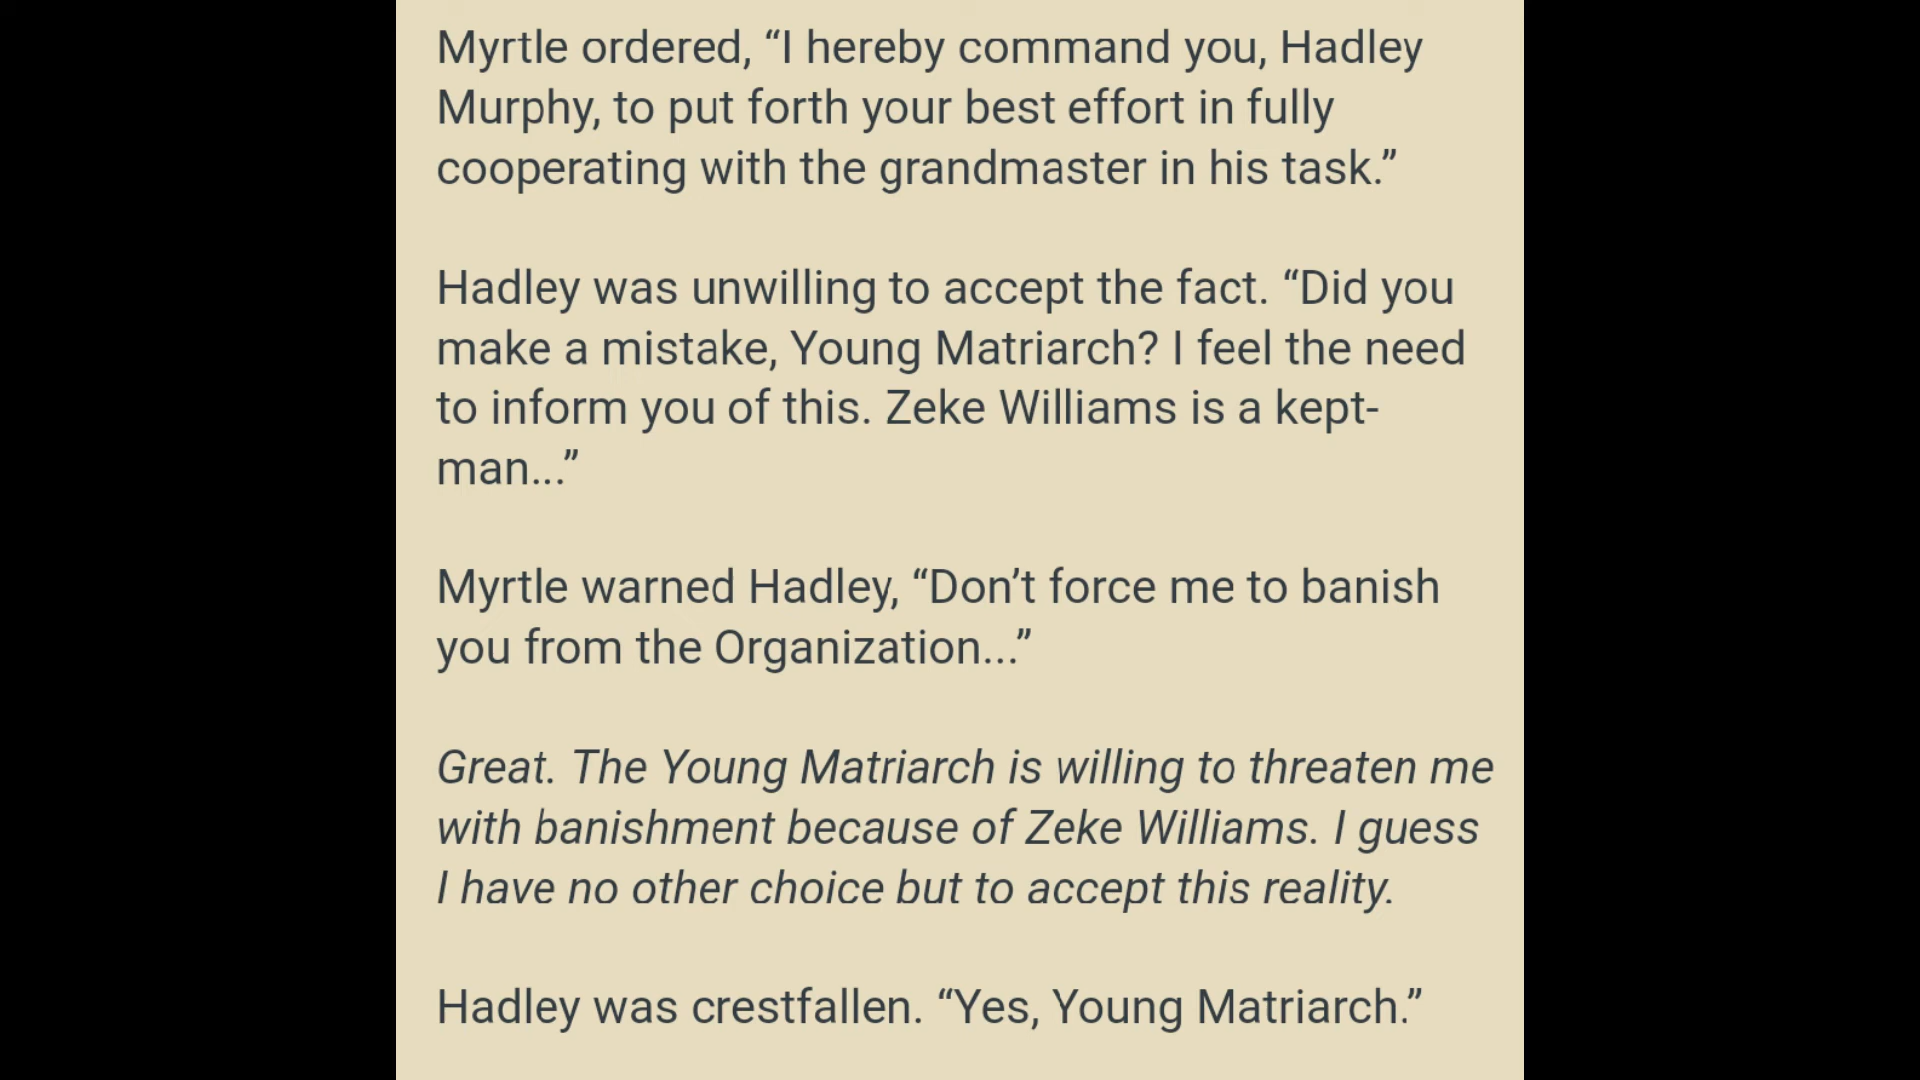 Myrtle ordered, “I hereby command you, Hadley
Murphy, to put forth your best effort in fully
cooperating with the grandmaster in his task.”
Hadley was unwilling to accept the fact. “Did you
make a mistake, Young Matriarch? I feel the need
to inform you of this. Zeke Williams is a kept-
man...”
Myrtle warned Hadley, “Don’t force me to banish
you from the Organization...”
Great. The Young Matriarch is willing to threaten me
with banishment because of Zeke Williams. I guess
I have no other choice but to accept this reality.
Hadley was crestfallen. “Yes, Young Matriarch.”